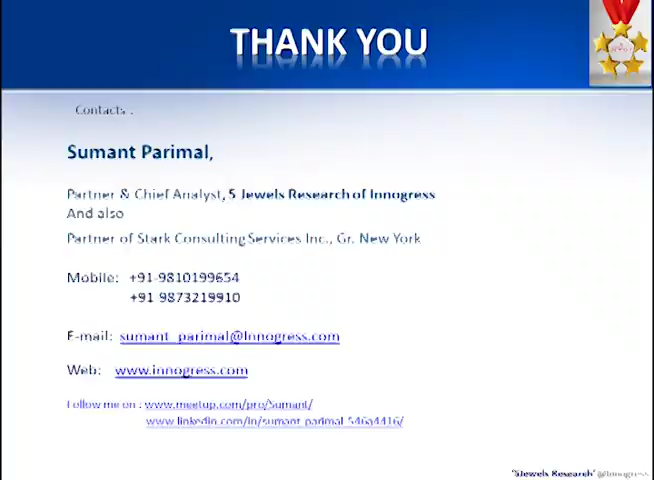 THANK YOU
Contacts :
Sumant Parimal,
Partner & Chief Analyst, 5 Jewels Research of Innogress
And also
Partner of Stark Consulting Services Inc., Gr. New York
Mobile: +91-9810199654
+91 9873219910
E-mail: sumant_parimal@Innogress.com
Web: www.innogress.com
Follow me on : www.meetup.com/pro/Sumant/
www.linkedin.com/in/sumant-parimal-546a4416/
"5Jewels Research" @Innogress